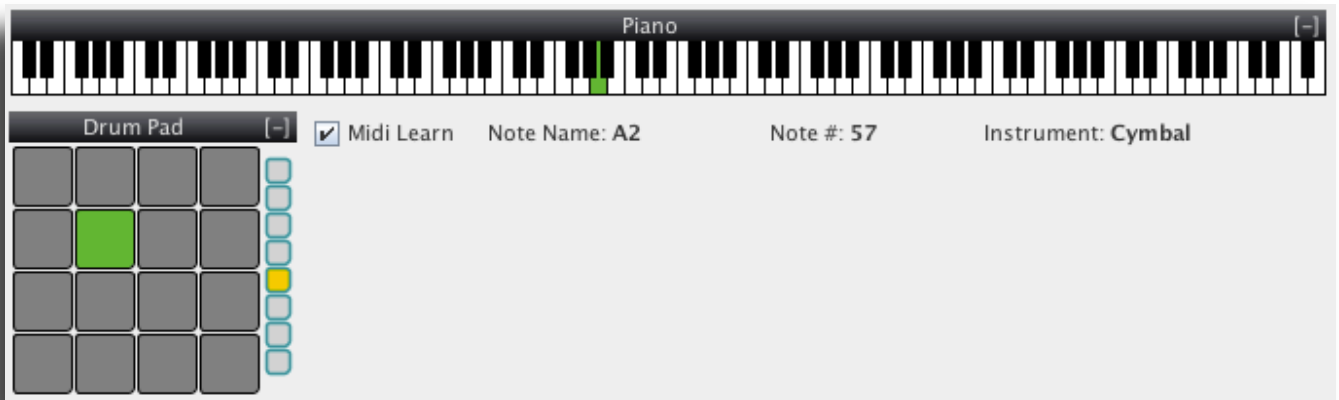 Piano [-]
Drum Pad [-]
Midi Learn Note Name: A2 Note #: 57 Instrument: Cymbal